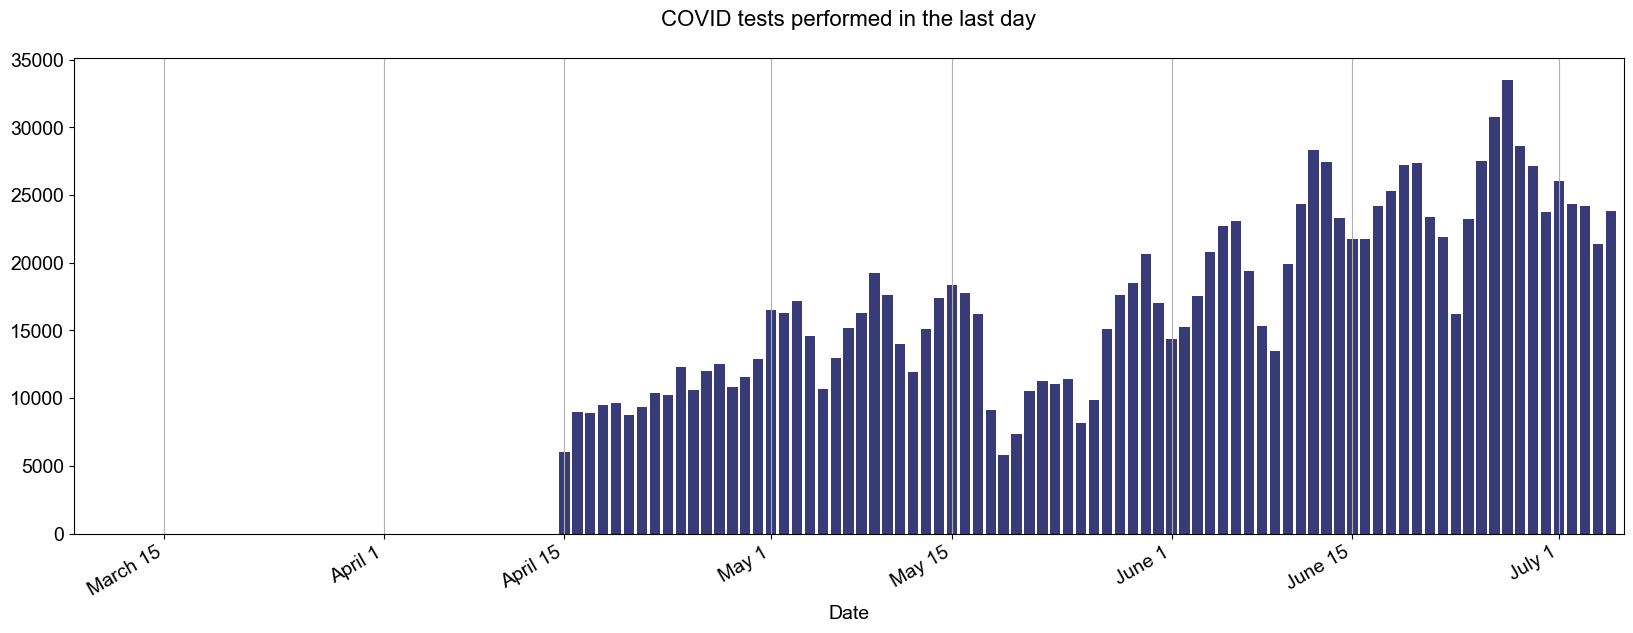 COVID tests performed in the last day
35000
30000
25000
20000
15000
10000
5000
0
March 15
April 1
April 15
May 1
May 15
June 1
June 15
July 1
Date